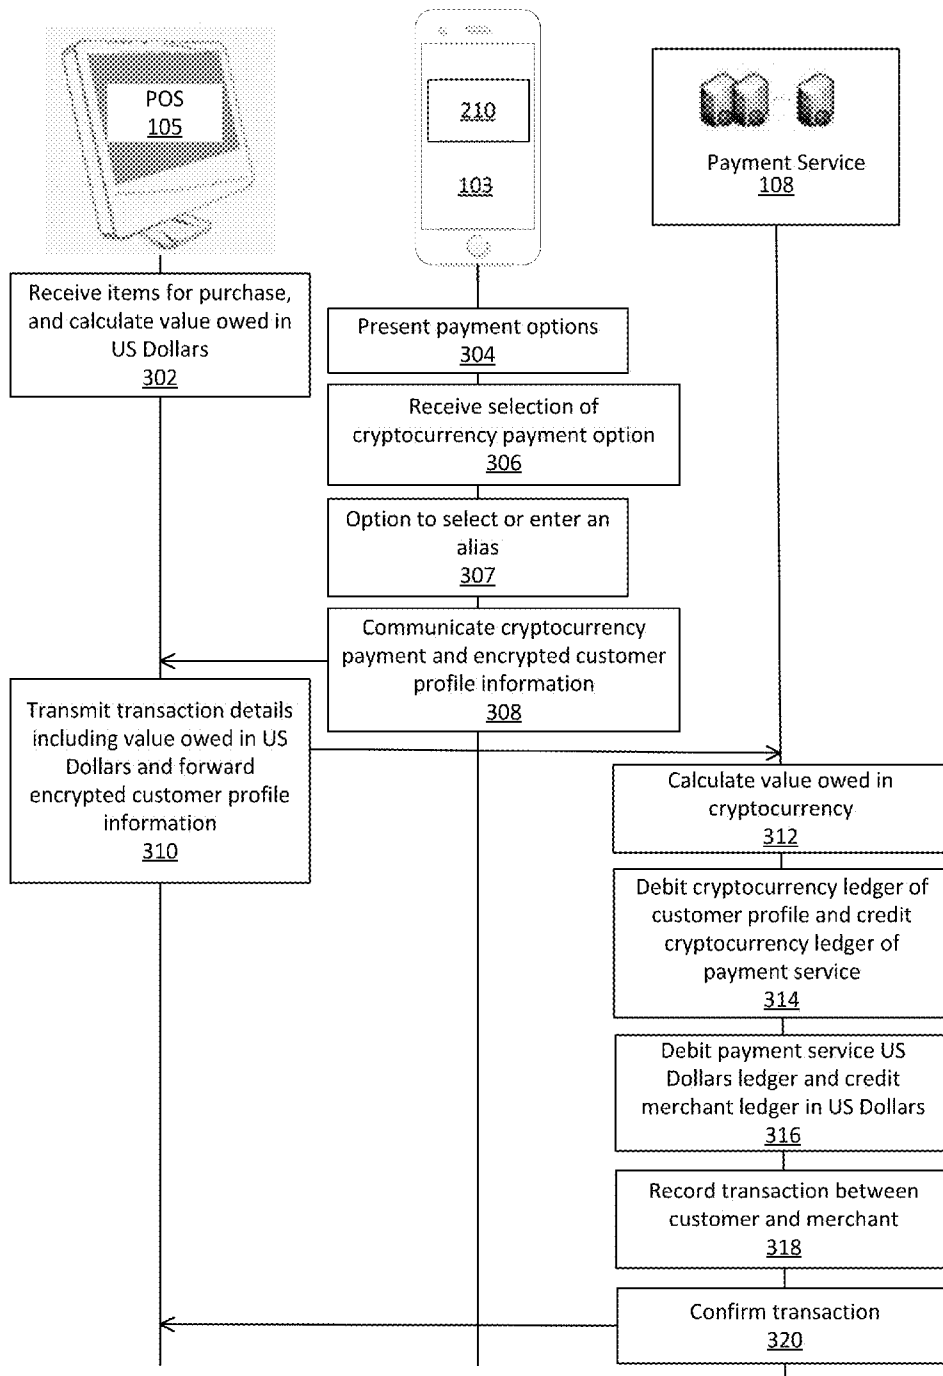 POS
105
210
103
Payment Service
108
Receive items for purchase,
and calculate value owed in
US Dollars
302
Present payment options
304
Receive selection of
cryptocurrency payment option
306
Option to select or enter an
alias
307
Communicate cryptocurrency
payment and encrypted customer
profile information
308
Transmit transaction details
including value owed in US
Dollars and forward
encrypted customer profile
information
310
Calculate value owed in
cryptocurrency
312
Debit cryptocurrency ledger of
customer profile and credit
cryptocurrency ledger of
payment service
314
Debit payment service US
Dollars ledger and credit
merchant ledger in US Dollars
316
Record transaction between
customer and merchant
318
Confirm transaction
320